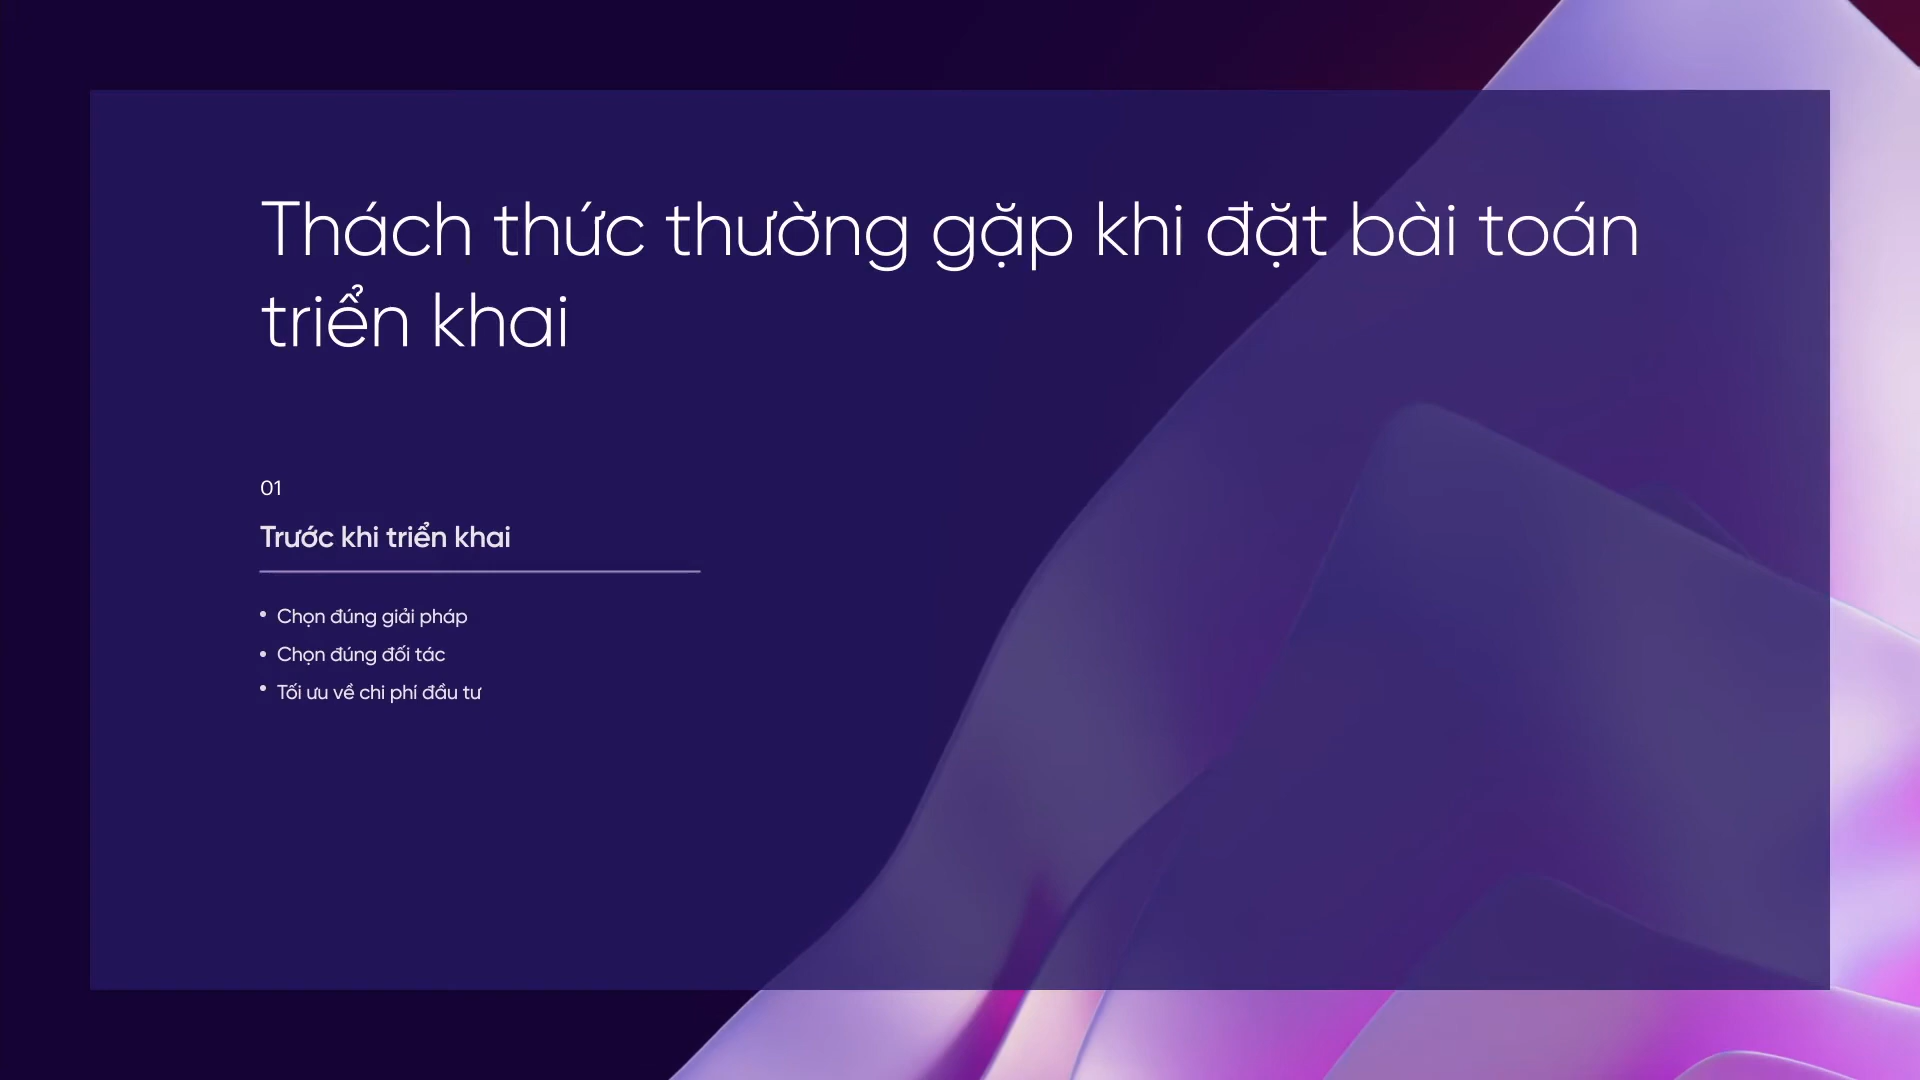 Thách thức thường gặp khi đặt bài toán
triển khai
01
Trước khi triển khai
• Chọn đúng giải pháp
• Chọn đúng đối tác
• Tối ưu về chi phí đầu tư